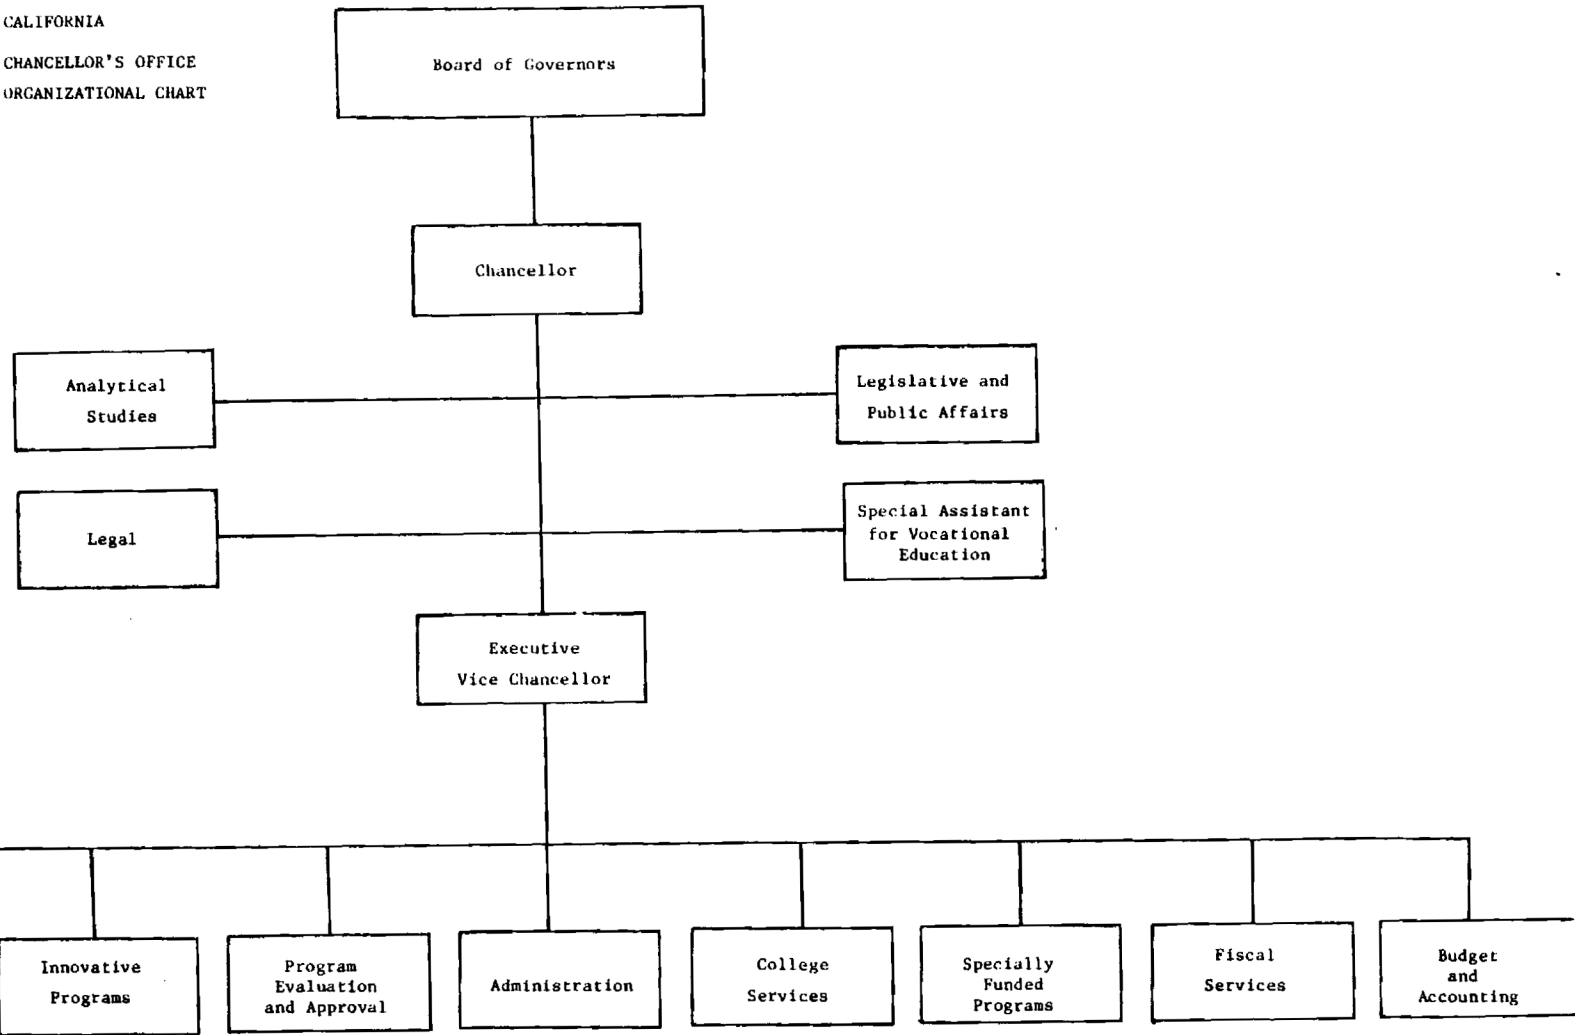 CALIFORNIA
CHANCELLOR'S OFFICE
ORGANIZATIONAL CHART
Board of Governors
Chancellor
Analytical
Studies
Legislative and
Public Affairs
Legal
Special Assistant
for Vocational
Education
Executive
Vice Chancellor
Innovative
Programs
Program
Evaluation
and Approval
Administration
College
Services
Specially
Funded
Programs
Fiscal
Services
Budget
and
Accounting